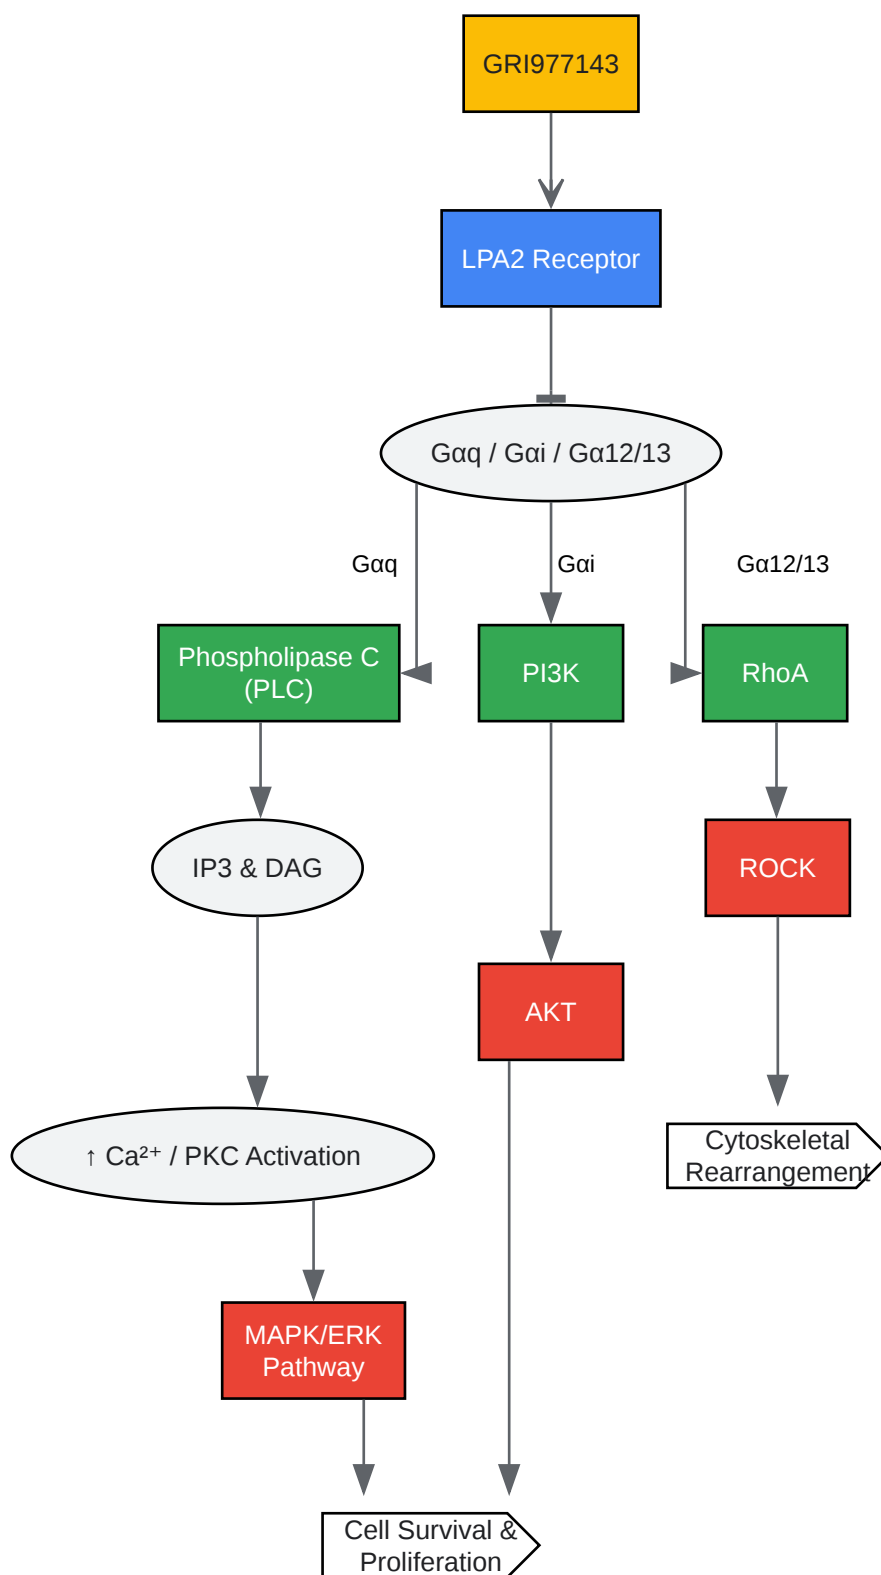 GRI977143
LPA2 Receptor
Gαq / Gαi / Gα12/13
Gαq
Gαi
Gα12/13
Phospholipase C
(PLC)
PI3K
RhoA
IP3 & DAG
ROCK
AKT
↑ Ca²⁺ / PKC Activation
Cytoskeletal
Rearrangement
MAPK/ERK
Pathway
Cell Survival &
Proliferation